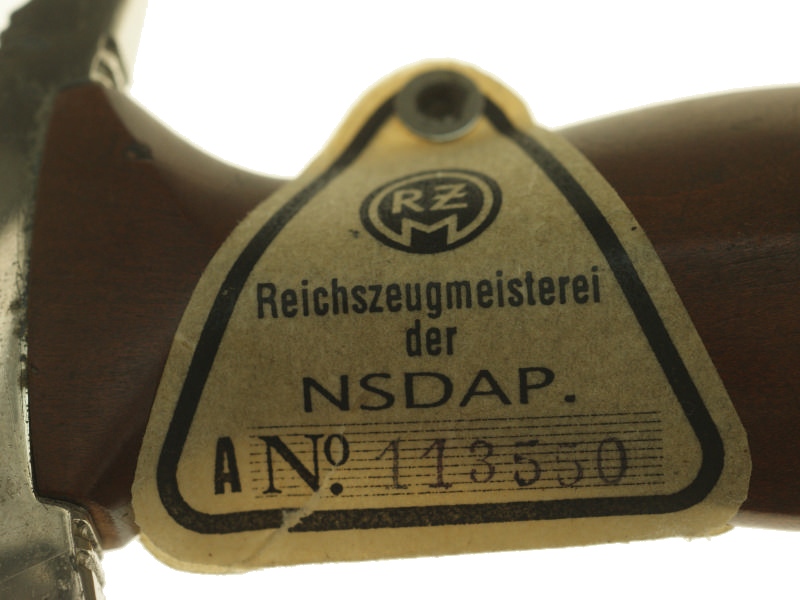 RZM
Reichszeugmeisterei
der
NSDAP.
A No. 113550